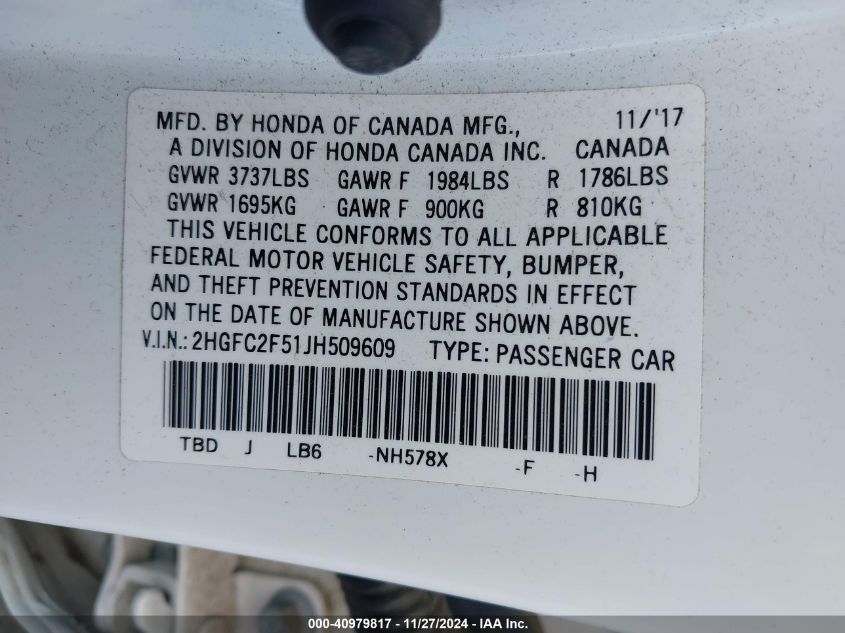 MFD. BY HONDA OF CANADA MFG., 11/'17
A DIVISION OF HONDA CANADA INC. CANADA
GVWR 3737LBS GAWR F 1984LBS R 1786LBS
GVWR 1695KG GAWR F 900KG R 810KG
THIS VEHICLE CONFORMS TO ALL APPLICABLE
FEDERAL MOTOR VEHICLE SAFETY, BUMPER,
AND THEFT PREVENTION STANDARDS IN EFFECT
ON THE DATE OF MANUFACTURE SHOWN ABOVE.
V.I.N.: 2HGFC2F51JH509609 TYPE: PASSENGER CAR
TBD J LB6 -NH578X -F -H
000-40979817 - 11/27/2024 - IAA Inc.